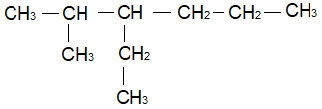 CH₃ — CH — CH — CH₂ — CH₂ — CH₃
CH₃ CH₂
CH₃